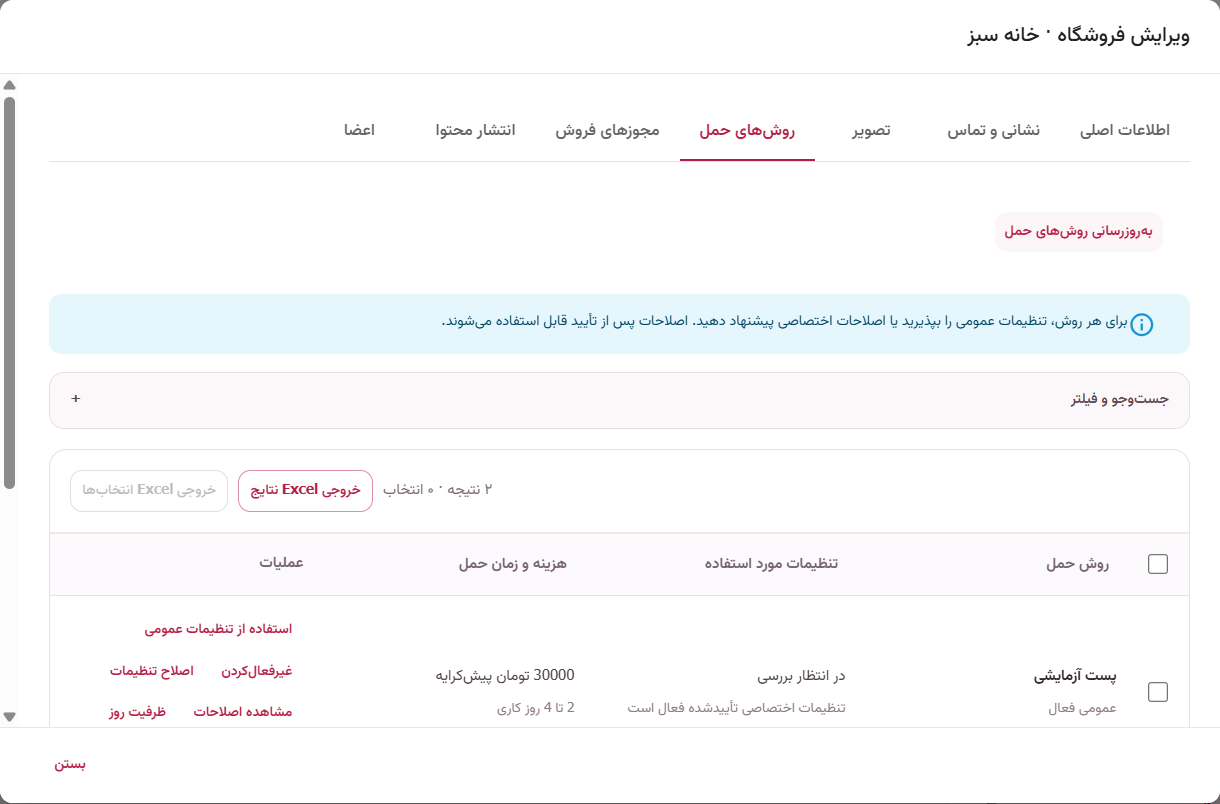 ویرایش فروشگاه · خانه سبز
اطلاعات اصلی	نشانی و تماس	تصویر	روش‌های حمل	مجوزهای فروش	انتشار محتوا	اعضا
به‌روزرسانی روش‌های حمل
برای هر روش، تنظیمات عمومی را بپذیرید یا اصلاحات اختصاصی پیشنهاد دهید. اصلاحات پس از تأیید قابل استفاده می‌شوند.
جست‌وجو و فیلتر	+
۲ نتیجه · ۰ انتخاب	خروجی Excel نتایج	خروجی Excel انتخاب‌ها
روش حمل	تنظیمات مورد استفاده	هزینه و زمان حمل	عملیات
استفاده از تنظیمات عمومی
غیرفعال‌کردن	اصلاح تنظیمات
پست آزمایشی	در انتظار بررسی	30000 تومان پیش‌کرایه
عمومی فعال	تنظیمات اختصاصی تأییدشده فعال است	2 تا 4 روز کاری
مشاهده اصلاحات	ظرفیت روز
بستن